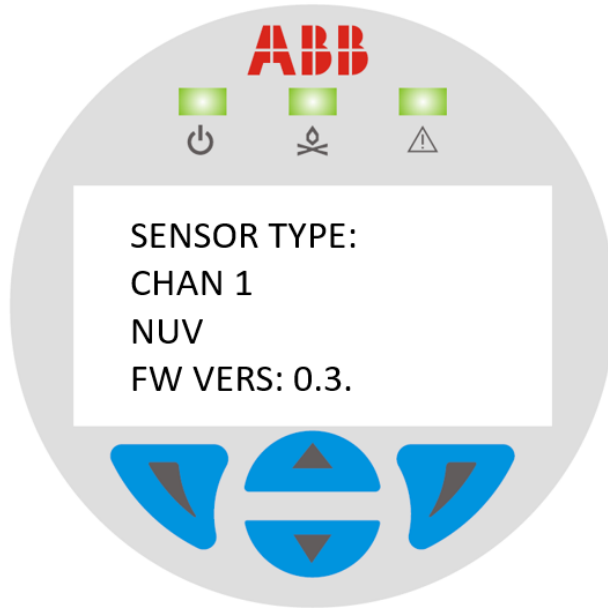 ABB
SENSOR TYPE:
CHAN 1
NUV
FW VERS: 0.3.